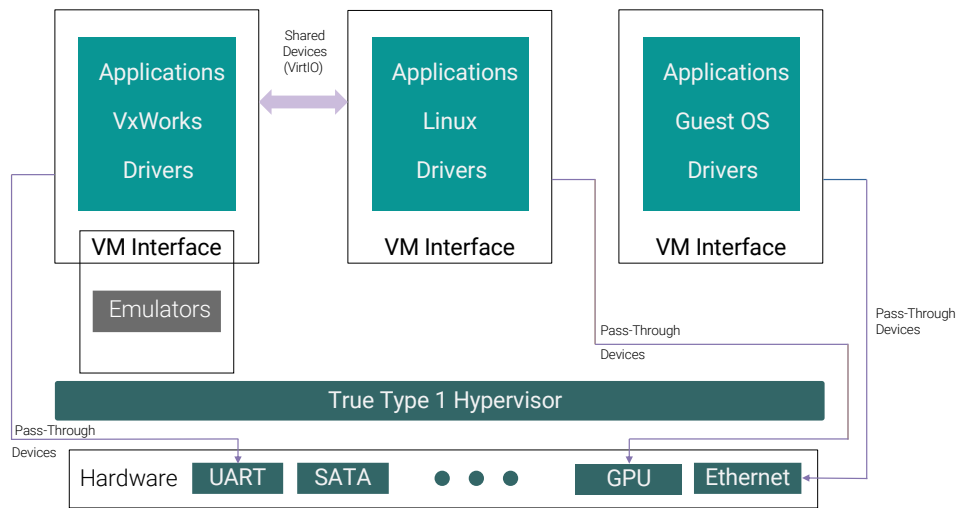 Shared
Devices
(VirtIO)
Applications
VxWorks
Drivers
VM Interface
Emulators
Applications
Linux
Drivers
VM Interface
Applications
Guest OS
Drivers
VM Interface
Pass-Through
Devices
Pass-Through
Devices
True Type 1 Hypervisor
Pass-Through
Devices
Hardware
UART
SATA
GPU
Ethernet